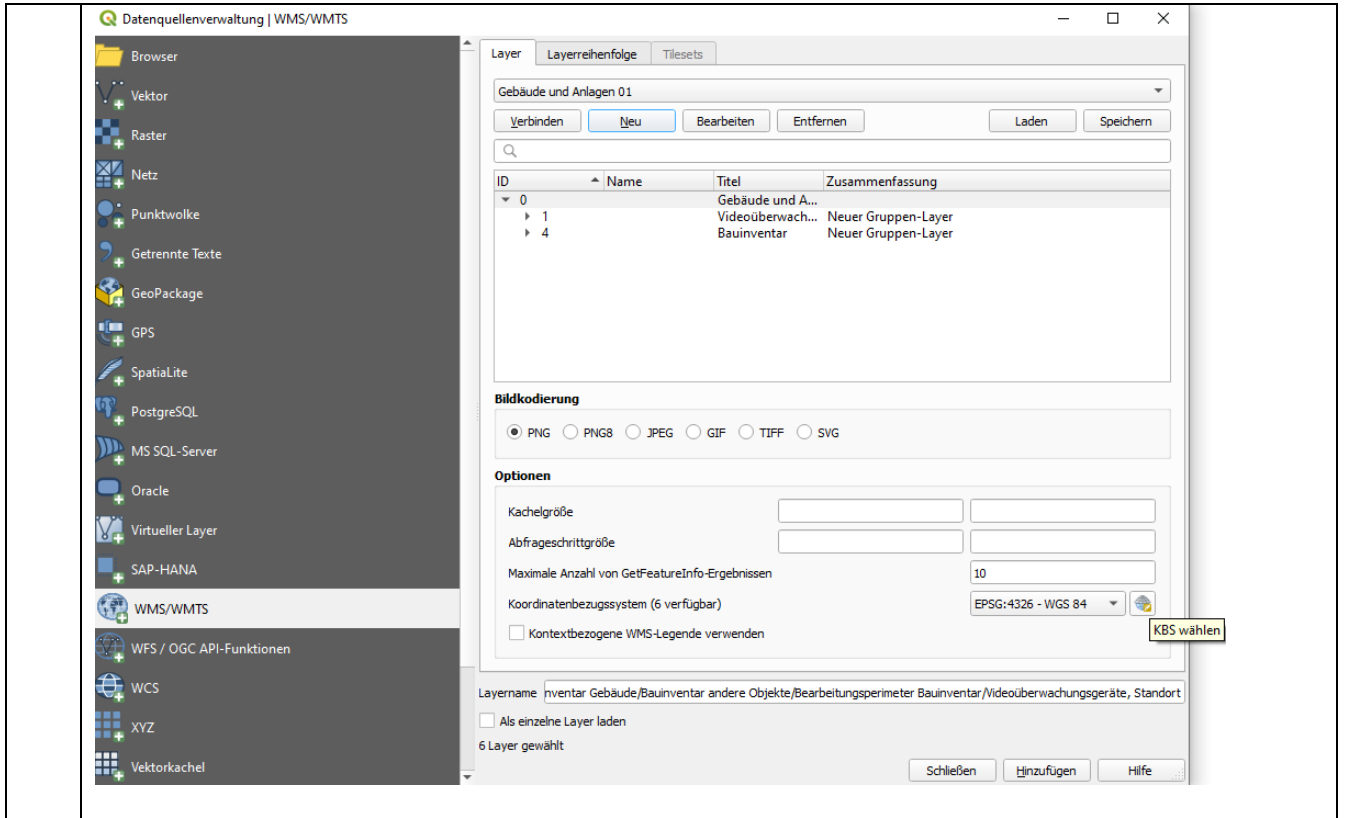 Datenquellenverwaltung | WMS/WMTS
Browser
Vektor
Raster
Netz
Punktwolke
Getrennte Texte
GeoPackage
GPS
SpatiaLite
PostgreSQL
MS SQL-Server
Oracle
Virtueller Layer
SAP-HANA
WMS/WMTS
WFS / OGC API-Funktionen
WCS
XYZ
Vektorkachel
Layer Layerreihenfolge Tilesets
Gebäude und Anlagen 01
Verbinden Neu Bearbeiten Entfernen Laden Speichern
ID Name Titel Zusammenfassung
0 Gebäude und A...
1 Videoüberwach... Neuer Gruppen-Layer
4 Bauinventar Neuer Gruppen-Layer
Bildkodierung
PNG PNG8 JPEG GIF TIFF SVG
Optionen
Kachelgröße
Abfrageschrittgröße
Maximale Anzahl von GetFeatureInfo-Ergebnissen 10
Koordinatenbezugssystem (6 verfügbar) EPSG:4326 - WGS 84
KBS wählen
Kontextbezogene WMS-Legende verwenden
Layername nventar Gebäude/Bauinventar andere Objekte/Bearbeitungsperimeter Bauinventar/Videoüberwachungsgeräte, Standort
Als einzelne Layer laden
6 Layer gewählt
Schließen Hinzufügen Hilfe